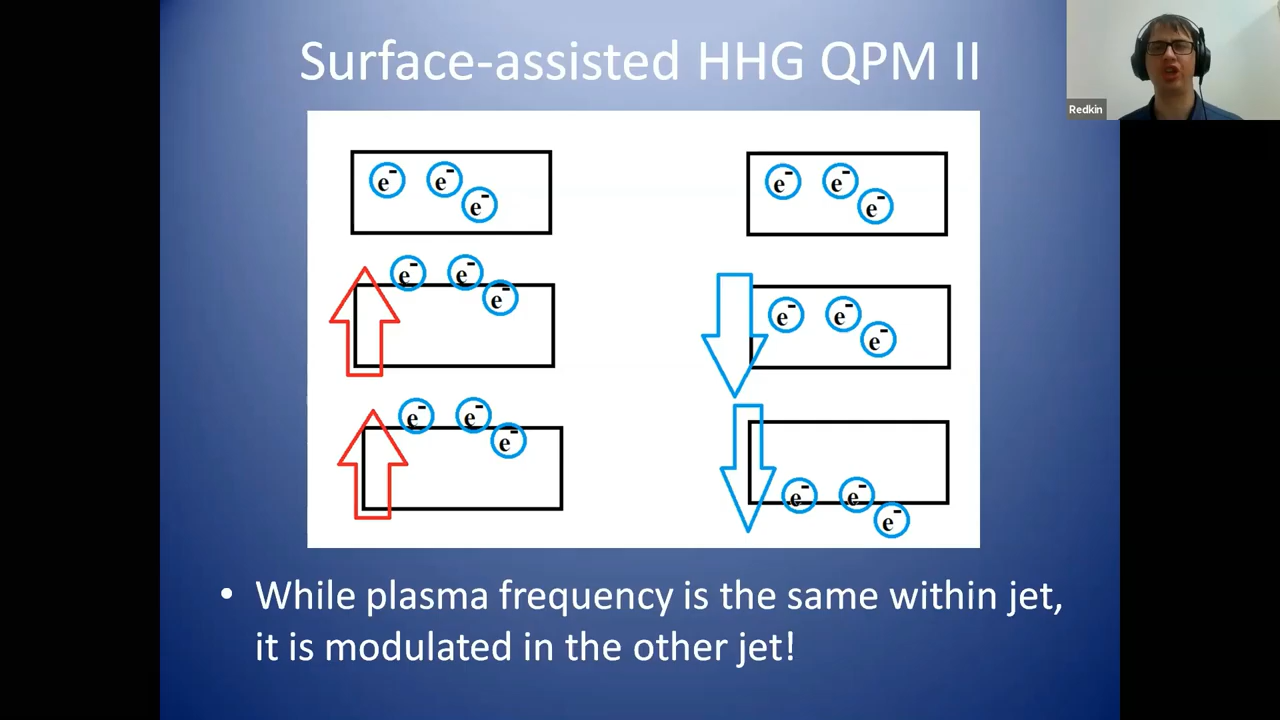 Surface-assisted HHG QPM II
Redkin
e- e- e-
e- e- e-
e- e- e-
e- e- e-
e- e- e-
e- e- e-
• While plasma frequency is the same within jet,
it is modulated in the other jet!